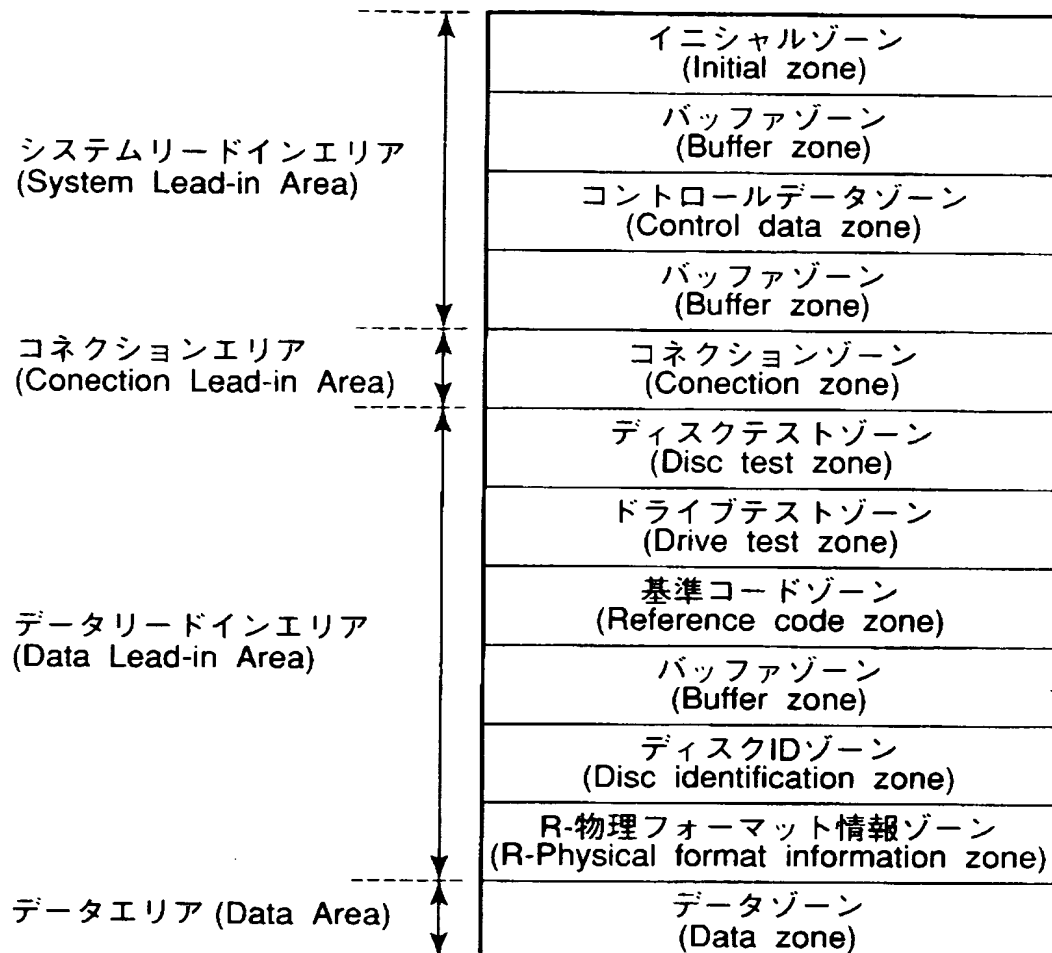 イニシャルゾーン
(Initial zone)
バッファゾーン
(Buffer zone)
システムリードインエリア
(System Lead-in Area)
コントロールデータゾーン
(Control data zone)
バッファゾーン
(Buffer zone)
コネクションエリア
(Conection Lead-in Area)
コネクションゾーン
(Conection zone)
ディスクテストゾーン
(Disc test zone)
ドライブテストゾーン
(Drive test zone)
基準コードゾーン
(Reference code zone)
データリードインエリア
(Data Lead-in Area)
バッファゾーン
(Buffer zone)
ディスクIDゾーン
(Disc identification zone)
R-物理フォーマット情報ゾーン
(R-Physical format information zone)
データエリア (Data Area)
データゾーン
(Data zone)